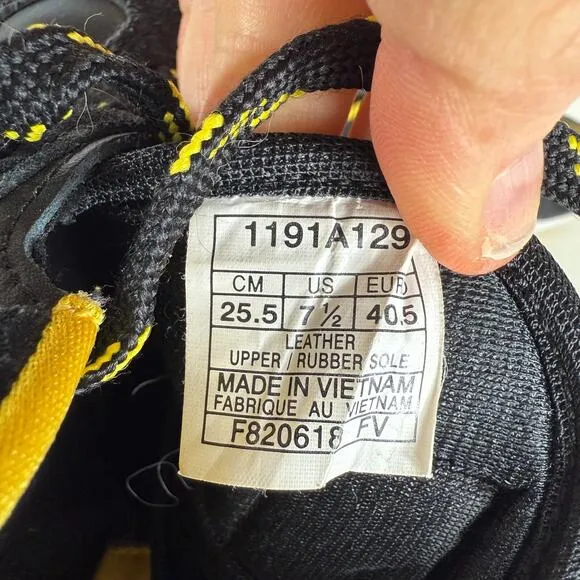 1191A129
CM US EUR
25.5 7 ½ 40.5
LEATHER
UPPER / RUBBER SOLE
MADE IN VIETNAM
FABRIQUE AU VIETNAM
F820618 FV